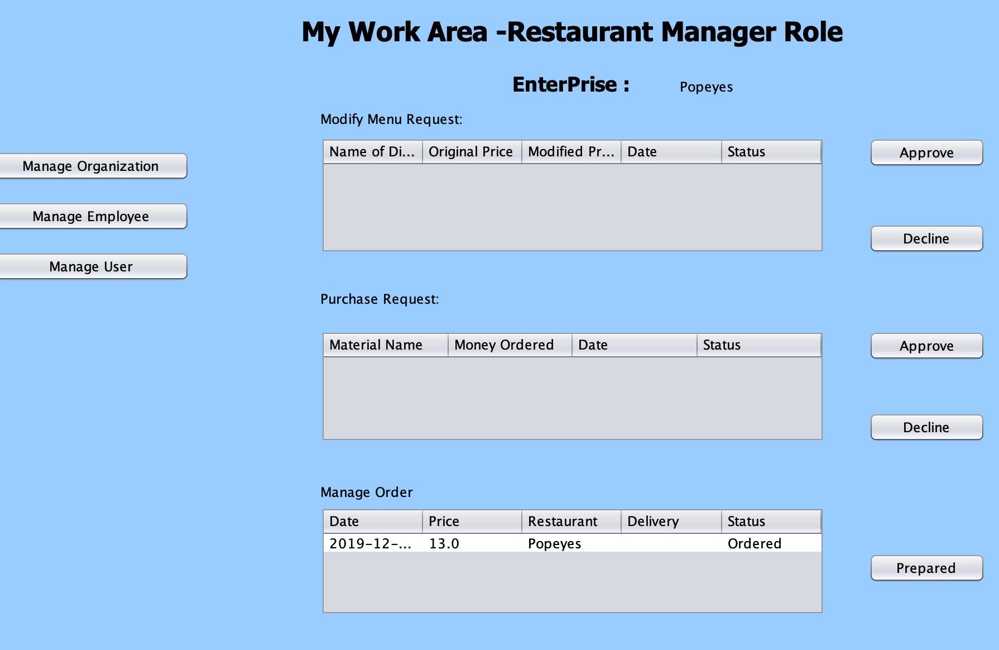 My Work Area -Restaurant Manager Role
EnterPrise : Popeyes
Manage Organization
Manage Employee
Manage User
Modify Menu Request:
Name of Di... Original Price Modified Pr... Date Status
Approve
Decline
Purchase Request:
Material Name Money Ordered Date Status
Approve
Decline
Manage Order
Date Price Restaurant Delivery Status
2019-12-... 13.0 Popeyes Ordered
Prepared